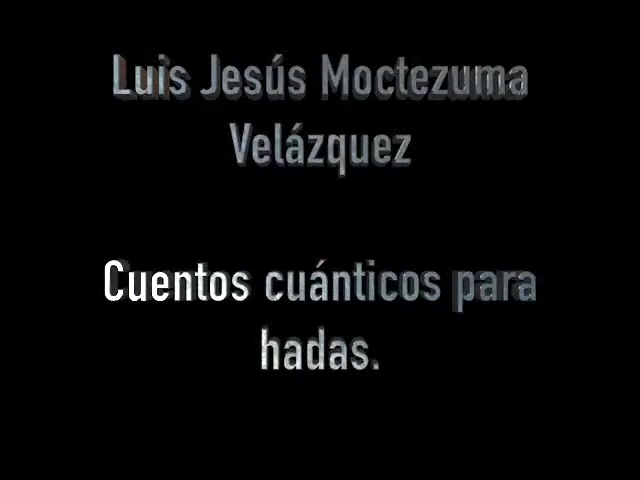 Luis Jesús Moctezuma
Velázquez
Cuentos cuánticos para
hadas.